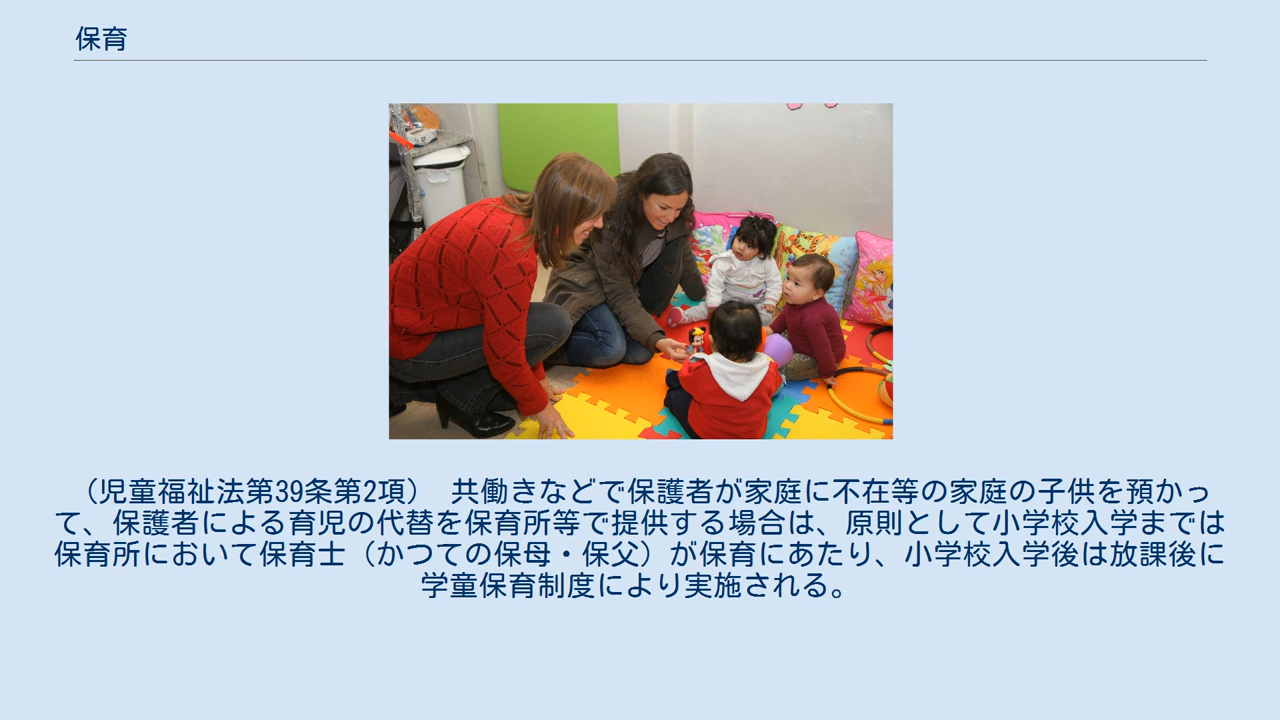 保育
（児童福祉法第39条第2項）　共働きなどで保護者が家庭に不在等の家庭の子供を預かっ
て、保護者による育児の代替を保育所等で提供する場合は、原則として小学校入学までは
保育所において保育士（かつての保母・保父）が保育にあたり、小学校入学後は放課後に
学童保育制度により実施される。